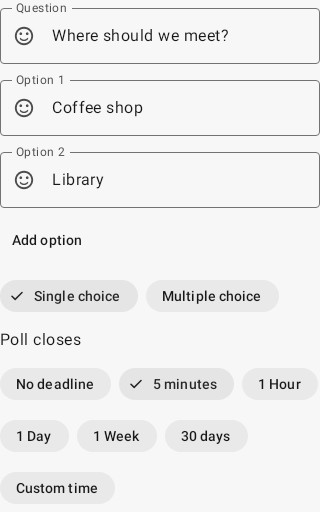 Question
Where should we meet?
Option 1
Coffee shop
Option 2
Library
Add option
Single choice Multiple choice
Poll closes
No deadline 5 minutes 1 Hour
1 Day 1 Week 30 days
Custom time